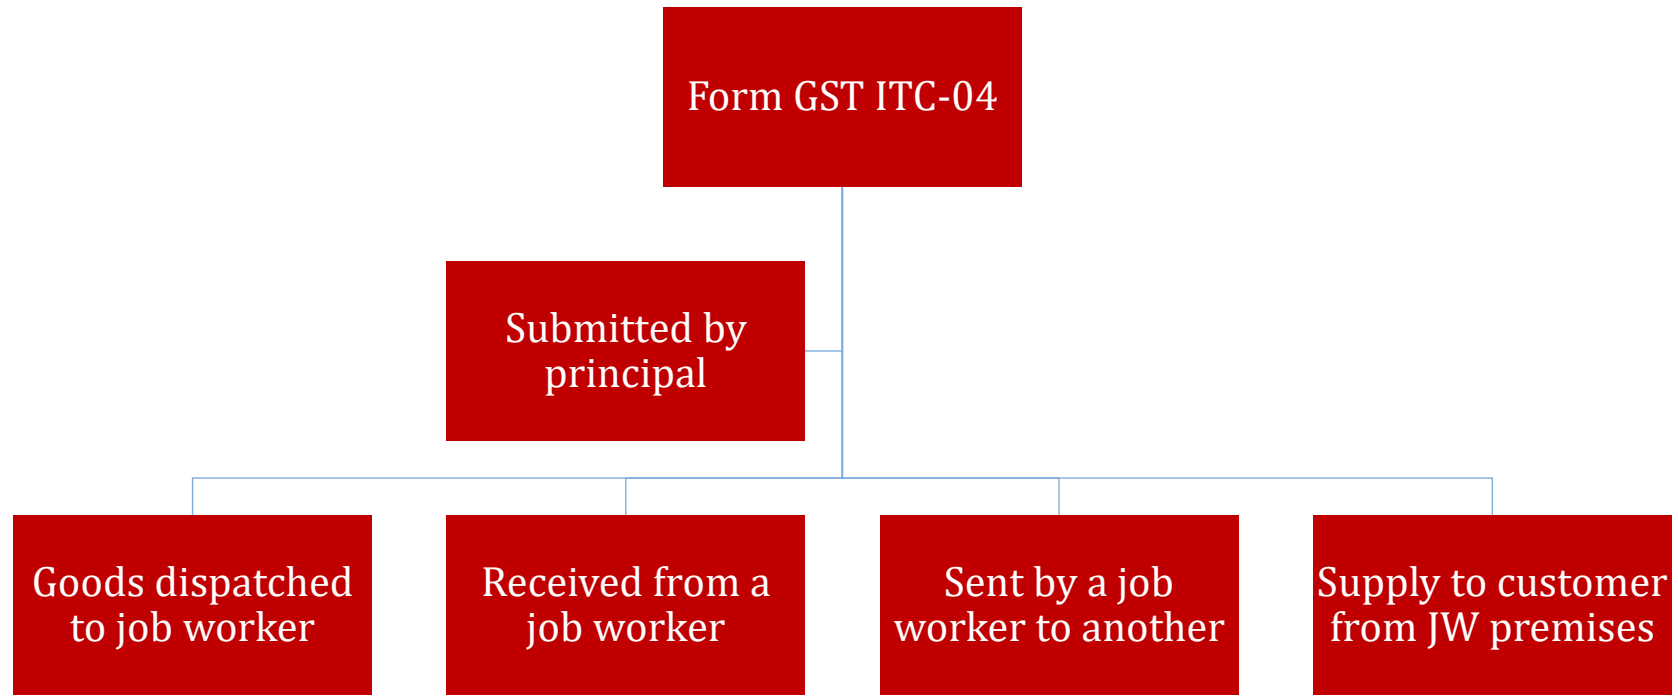 Form GST ITC-04
Submitted by
principal
Goods dispatched
to job worker
Received from a
job worker
Sent by a job
worker to another
Supply to customer
from JW premises